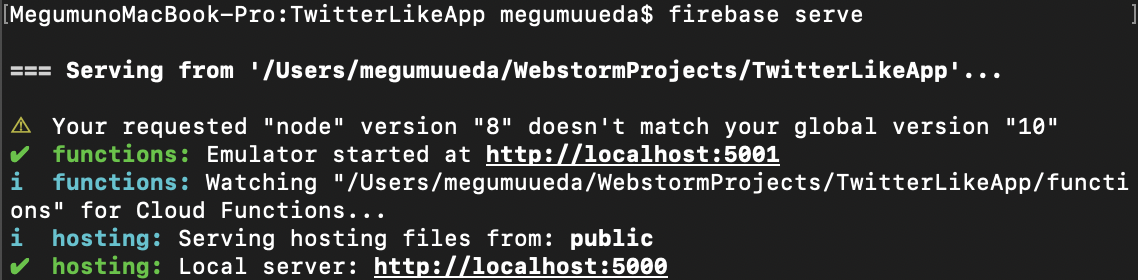 [MegumunoMacBook-Pro:TwitterLikeApp megumuueda$ firebase serve ]
=== Serving from '/Users/megumuueda/WebstormProjects/TwitterLikeApp'...
⚠ Your requested "node" version "8" doesn't match your global version "10"
✔ functions: Emulator started at http://localhost:5001
i functions: Watching "/Users/megumuueda/WebstormProjects/TwitterLikeApp/functi
ons" for Cloud Functions...
i hosting: Serving hosting files from: public
✔ hosting: Local server: http://localhost:5000